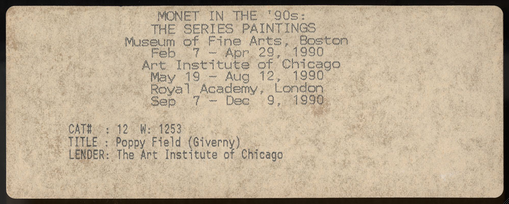 MONET IN THE '90s:
THE SERIES PAINTINGS
Museum of Fine Arts, Boston
Feb 7 - Apr 29, 1990
Art Institute of Chicago
May 19 - Aug 12, 1990
Royal Academy, London
Sep 7 - Dec 9, 1990
CAT# : 12 W: 1253
TITLE : Poppy Field (Giverny)
LENDER: The Art Institute of Chicago